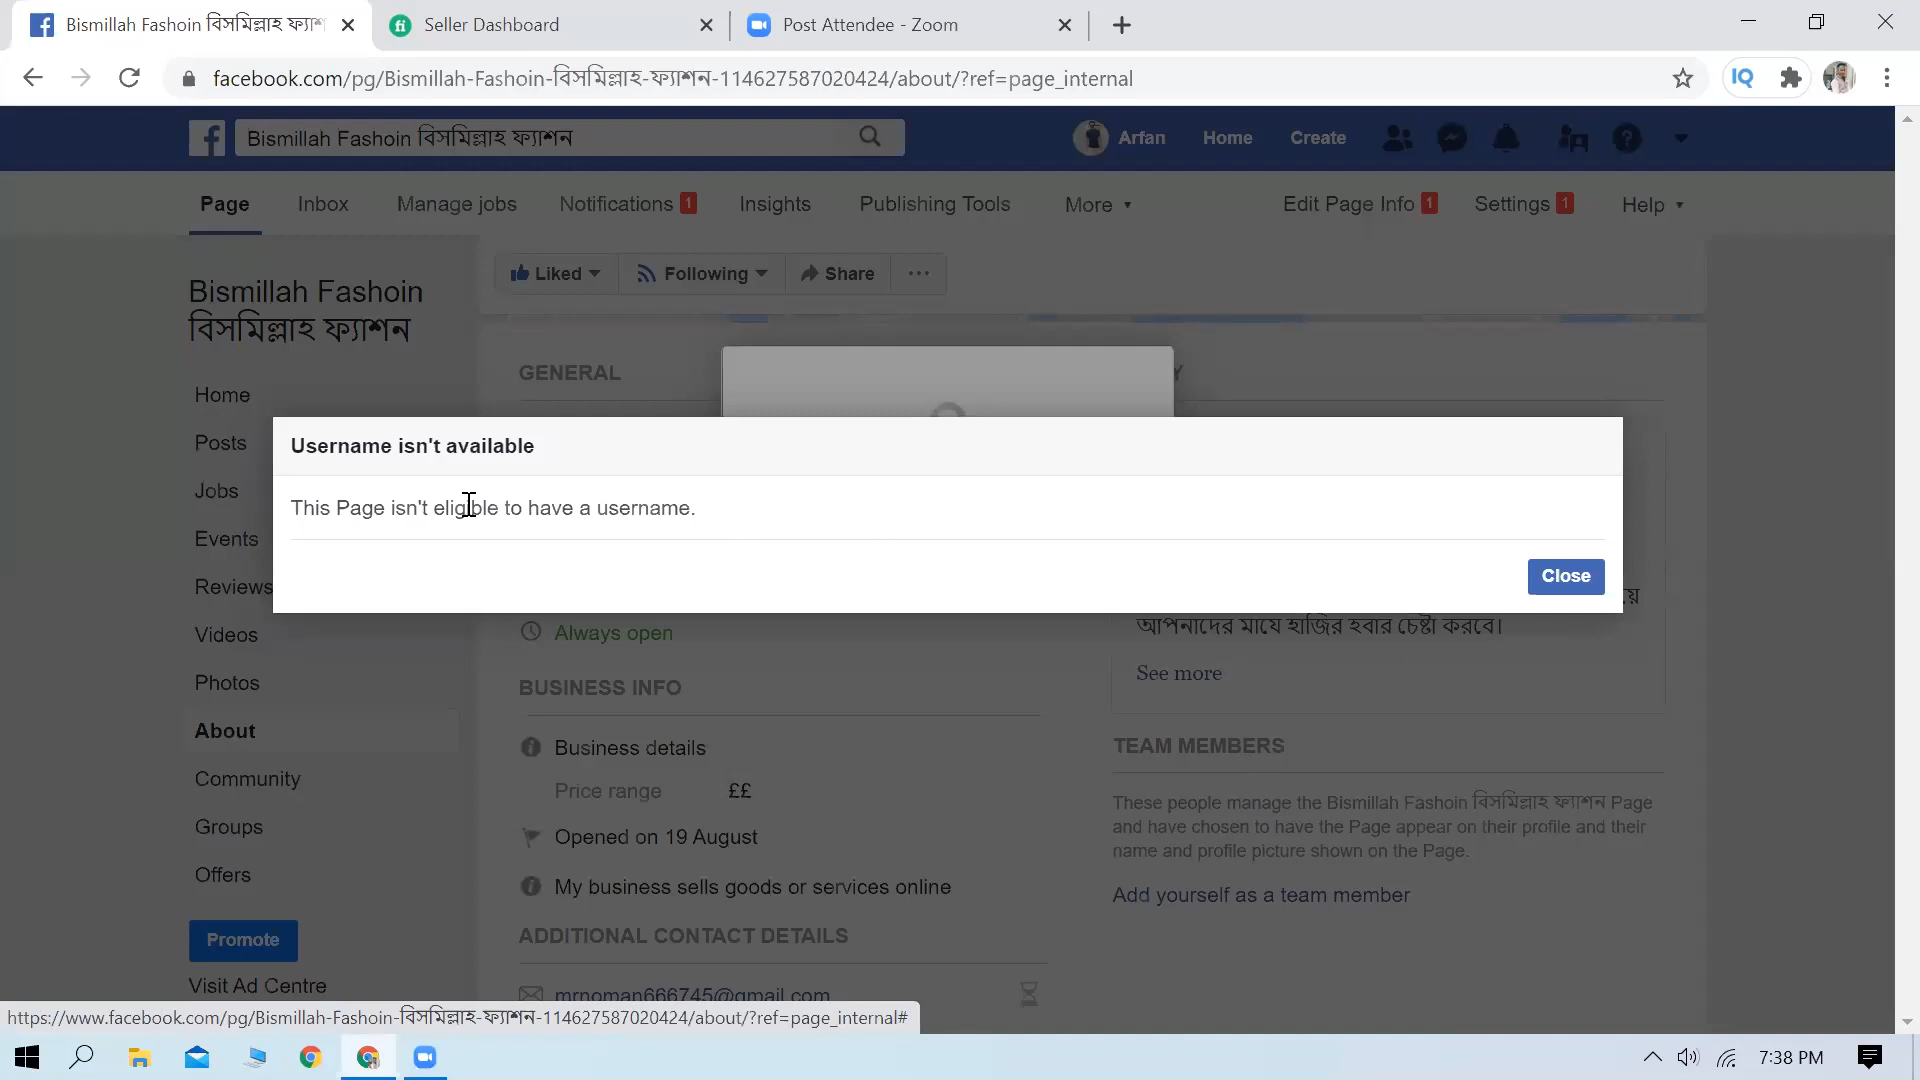 Bismillah Fashoin বিসমিল্লাহ ফ্যাশ
Seller Dashboard
Post Attendee - Zoom
facebook.com/pg/Bismillah-Fashoin-বিসমিল্লাহ-ফ্যাশন-114627587020424/about/?ref=page_internal
Bismillah Fashoin বিসমিল্লাহ ফ্যাশন
Arfan
Home
Create
Page
Inbox
Manage jobs
Notifications 1
Insights
Publishing Tools
More
Edit Page Info 1
Settings 1
Help
Liked
Following
Share
Bismillah Fashoin
বিসমিল্লাহ ফ্যাশন
Home
Posts
Jobs
Events
Reviews
Videos
Photos
About
Community
Groups
Offers
Promote
Visit Ad Centre
GENERAL
Y
Username isn't available
This Page isn't eligible to have a username.
Close
Always open
BUSINESS INFO
Business details
Price range ££
Opened on 19 August
My business sells goods or services online
ADDITIONAL CONTACT DETAILS
mrnoman666745@gmail.com
আপনাদের মাযে হাজির হবার চেষ্টা করবে।
See more
TEAM MEMBERS
These people manage the Bismillah Fashoin বিসমিল্লাহ ফ্যাশন Page
and have chosen to have the Page appear on their profile and their
name and profile picture shown on the Page.
Add yourself as a team member
https://www.facebook.com/pg/Bismillah-Fashoin-বিসমিল্লাহ-ফ্যাশন-114627587020424/about/?ref=page_internal#
7:38 PM